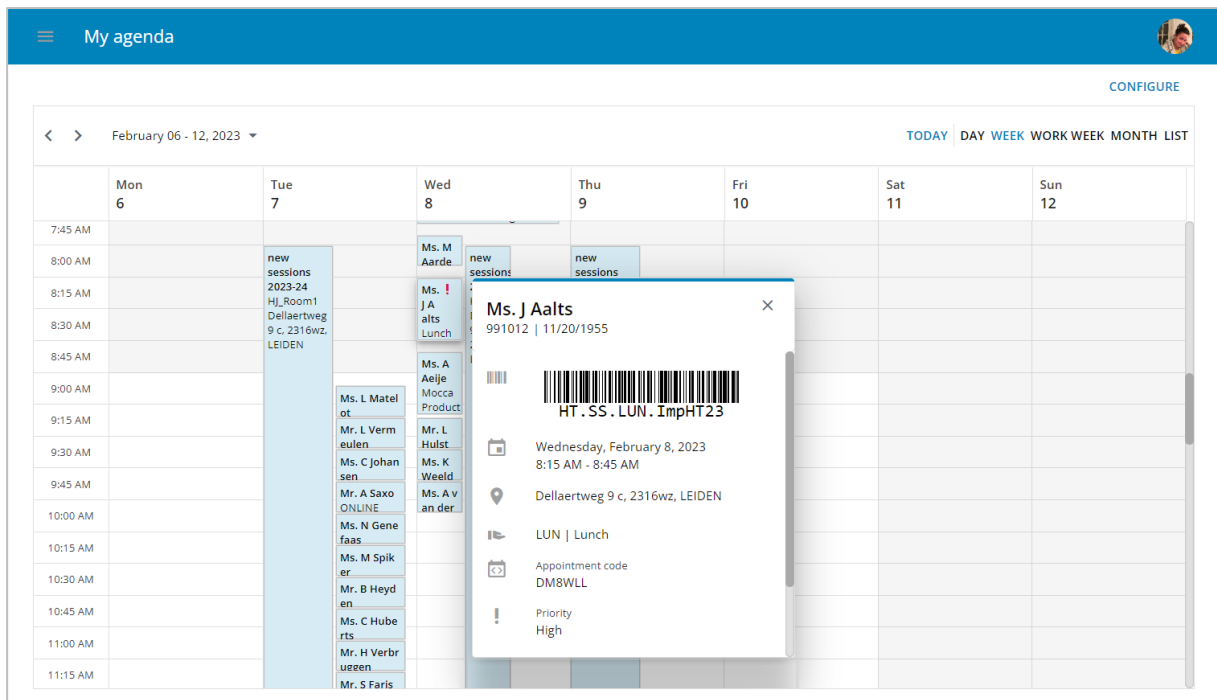 My agenda
CONFIGURE
February 06 - 12, 2023
TODAY DAY WEEK WORK WEEK MONTH LIST
Mon
6
Tue
7
Wed
8
Thu
9
Fri
10
Sat
11
Sun
12
7:45 AM
8:00 AM
8:15 AM
8:30 AM
8:45 AM
9:00 AM
9:15 AM
9:30 AM
9:45 AM
10:00 AM
10:15 AM
10:30 AM
10:45 AM
11:00 AM
11:15 AM
new
sessions
2023-24
HJ_Room1
Dellaertweg
9 c, 2316wz,
LEIDEN
Ms. L Matel
ot
Mr. L Verm
eulen
Ms. C Johan
sen
Mr. A Saxo
ONLINE
Ms. N Gene
faas
Ms. M Spik
er
Mr. B Heyd
en
Ms. C Hube
rts
Mr. H Verbr
uggen
Mr. S Faris
Ms. M
Aarde
Ms. !
J A
alts
Lunch
Ms. A
Aeije
Mocca
Product
Mr. L
Hulst
Ms. K
Weeld
Ms. A v
an der
new
sessions
new
sessions
Ms. J Aalts
991012 | 11/20/1955
HT.SS.LUN.ImpHT23
Wednesday, February 8, 2023
8:15 AM - 8:45 AM
Dellaertweg 9 c, 2316wz, LEIDEN
LUN | Lunch
Appointment code
DM8WLL
Priority
High